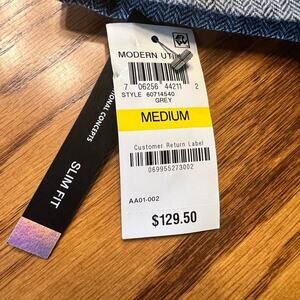 MODERN UTI
7 06256 44211 2
STYLE 60714540
GREY
MEDIUM
Customer Return Label
069955273002
AA01-002
$129.50
CONCEPTS
SLIM FIT